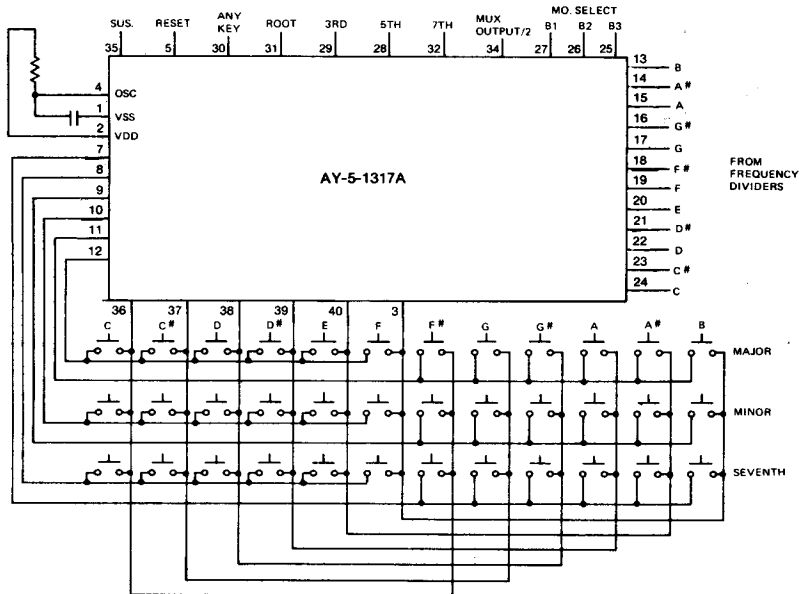 MO. SELECT
SUS. RESET ANY KEY ROOT 3RD 5TH 7TH MUX OUTPUT/2 B1 B2 B3
35 5 30 31 29 28 32 34 27 26 25
4 OSC
1 VSS
2 VDD
7
8
9
10
11
12
AY-5-1317A
13 B
14 A#
15 A
16 G#
17 G
18 F#
19 F
20 E
21 D#
22 D
23 C#
24 C
FROM
FREQUENCY
DIVIDERS
36 37 38 39 40 3
C C# D D# E F F# G G# A A# B
MAJOR
MINOR
SEVENTH